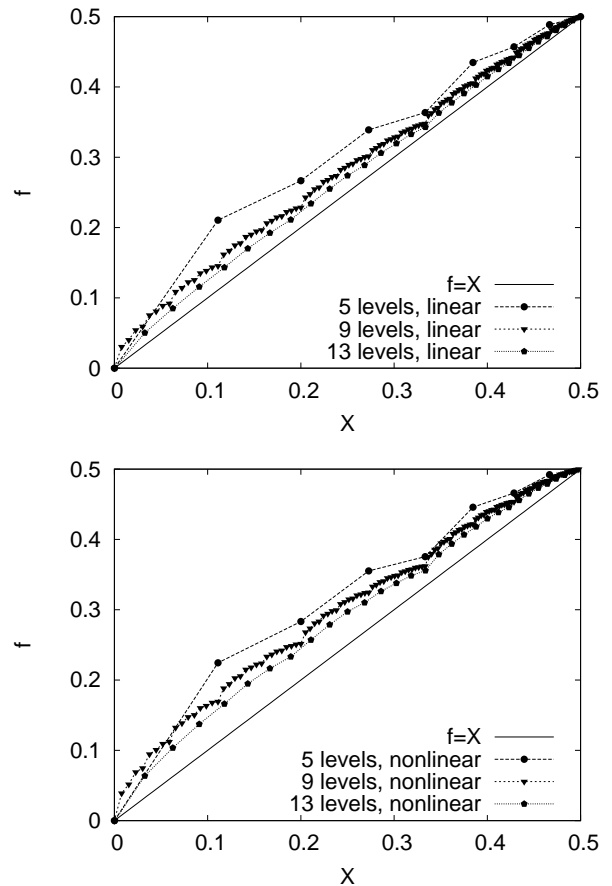 0.5
0.4
0.3
0.2
0.1
0
f
f=X
5 levels, linear
9 levels, linear
13 levels, linear
0 0.1 0.2 0.3 0.4 0.5
X
0.5
0.4
0.3
0.2
0.1
0
f
f=X
5 levels, nonlinear
9 levels, nonlinear
13 levels, nonlinear
0 0.1 0.2 0.3 0.4 0.5
X